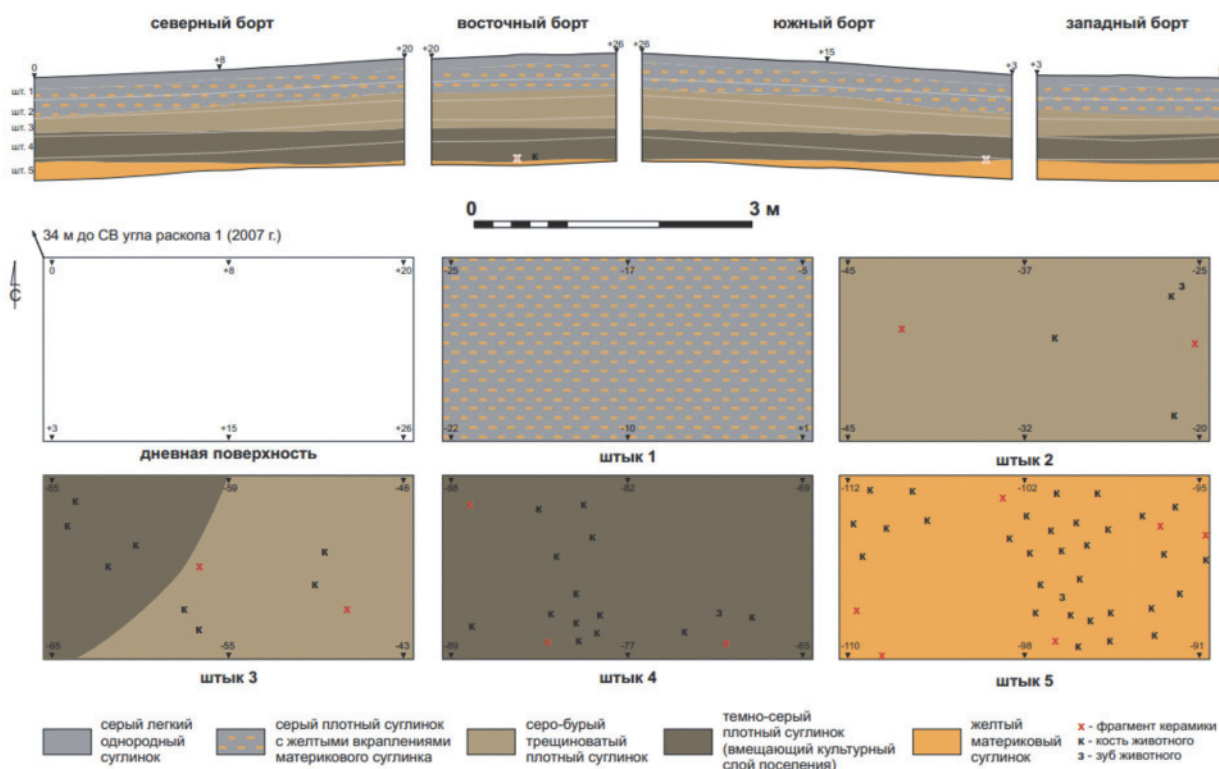 северный борт
восточный борт
южный борт
западный борт
0
+8
+20
+20
+26
+26
+15
+3
+3
шт. 1
шт. 2
шт. 3
шт. 4
шт. 5
х к
х
0 3 м
34 м до СВ угла раскопа 1 (2007 г.)
С
0 +8 +20
+3 +15 +26
дневная поверхность
-25 -17 -5
-22 -10 +1
штык 1
-45 -37 -25
з
к
х
к
х
к
-45 -32 -20
штык 2
-65 -59 -48
к
к
к
к
к
х
к
к
х
к
-65 -55 -43
штык 3
-88 -82 -69
х
к
к
к
к
к
к
к
к
з
к
к
к
к
к
х
к
х
-89 -77 -65
штык 4
-112 -102 -95
к к х к к
к к к к х
к к к к к х
к к к к к к
к к к з
х к к к к к к
х х к к к
-110 -98 -91
штык 5
серый легкий
однородный
суглинок
серый плотный суглинок
с желтыми вкраплениями
материкового суглинка
серо-бурый
трещиноватый
плотный суглинок
темно-серый
плотный суглинок
(вмещающий культурный
слой поселения)
желтый
материковый
суглинок
х - фрагмент керамики
к - кость животного
з - зуб животного